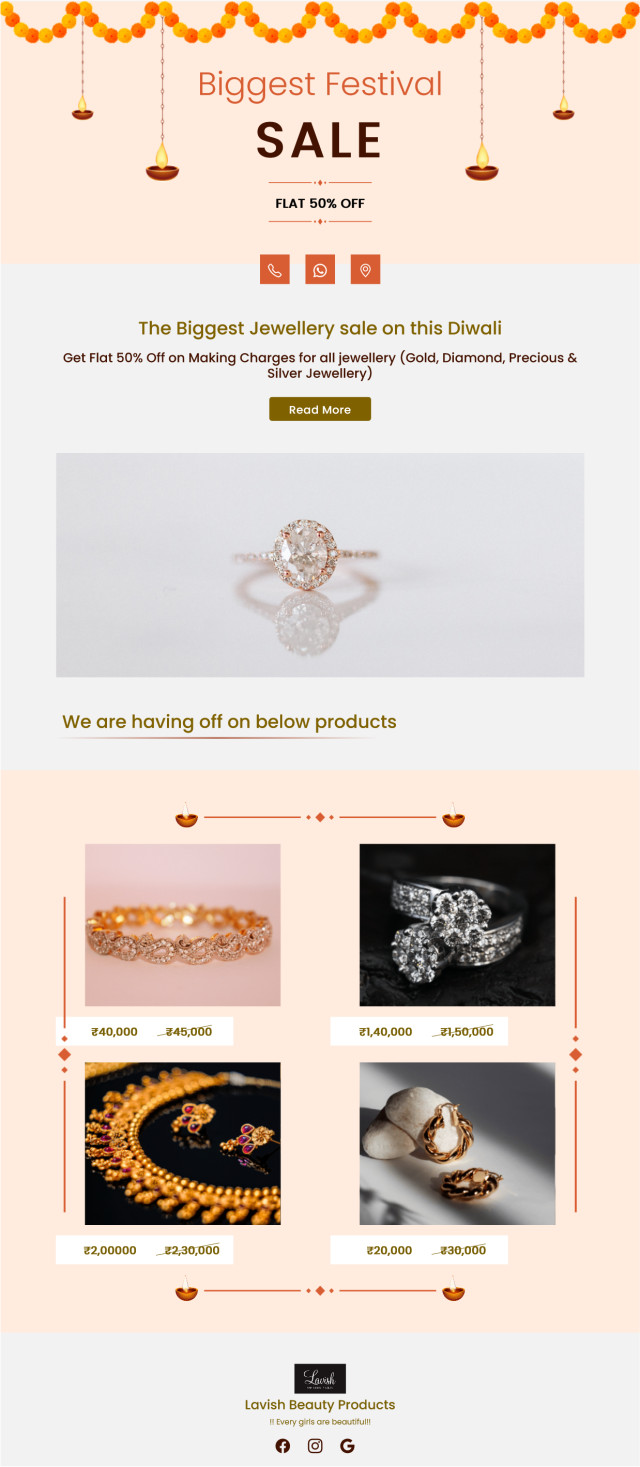 Biggest Festival
SALE
FLAT 50% OFF
The Biggest Jewellery sale on this Diwali
Get Flat 50% Off on Making Charges for all jewellery (Gold, Diamond, Precious &
Silver Jewellery)
Read More
We are having off on below products
₹40,000 ₹45,000
₹1,40,000 ₹1,50,000
₹2,00000 ₹2,30,000
₹20,000 ₹30,000
Lavish
Lavish Beauty Products
!! Every girls are beautiful!!